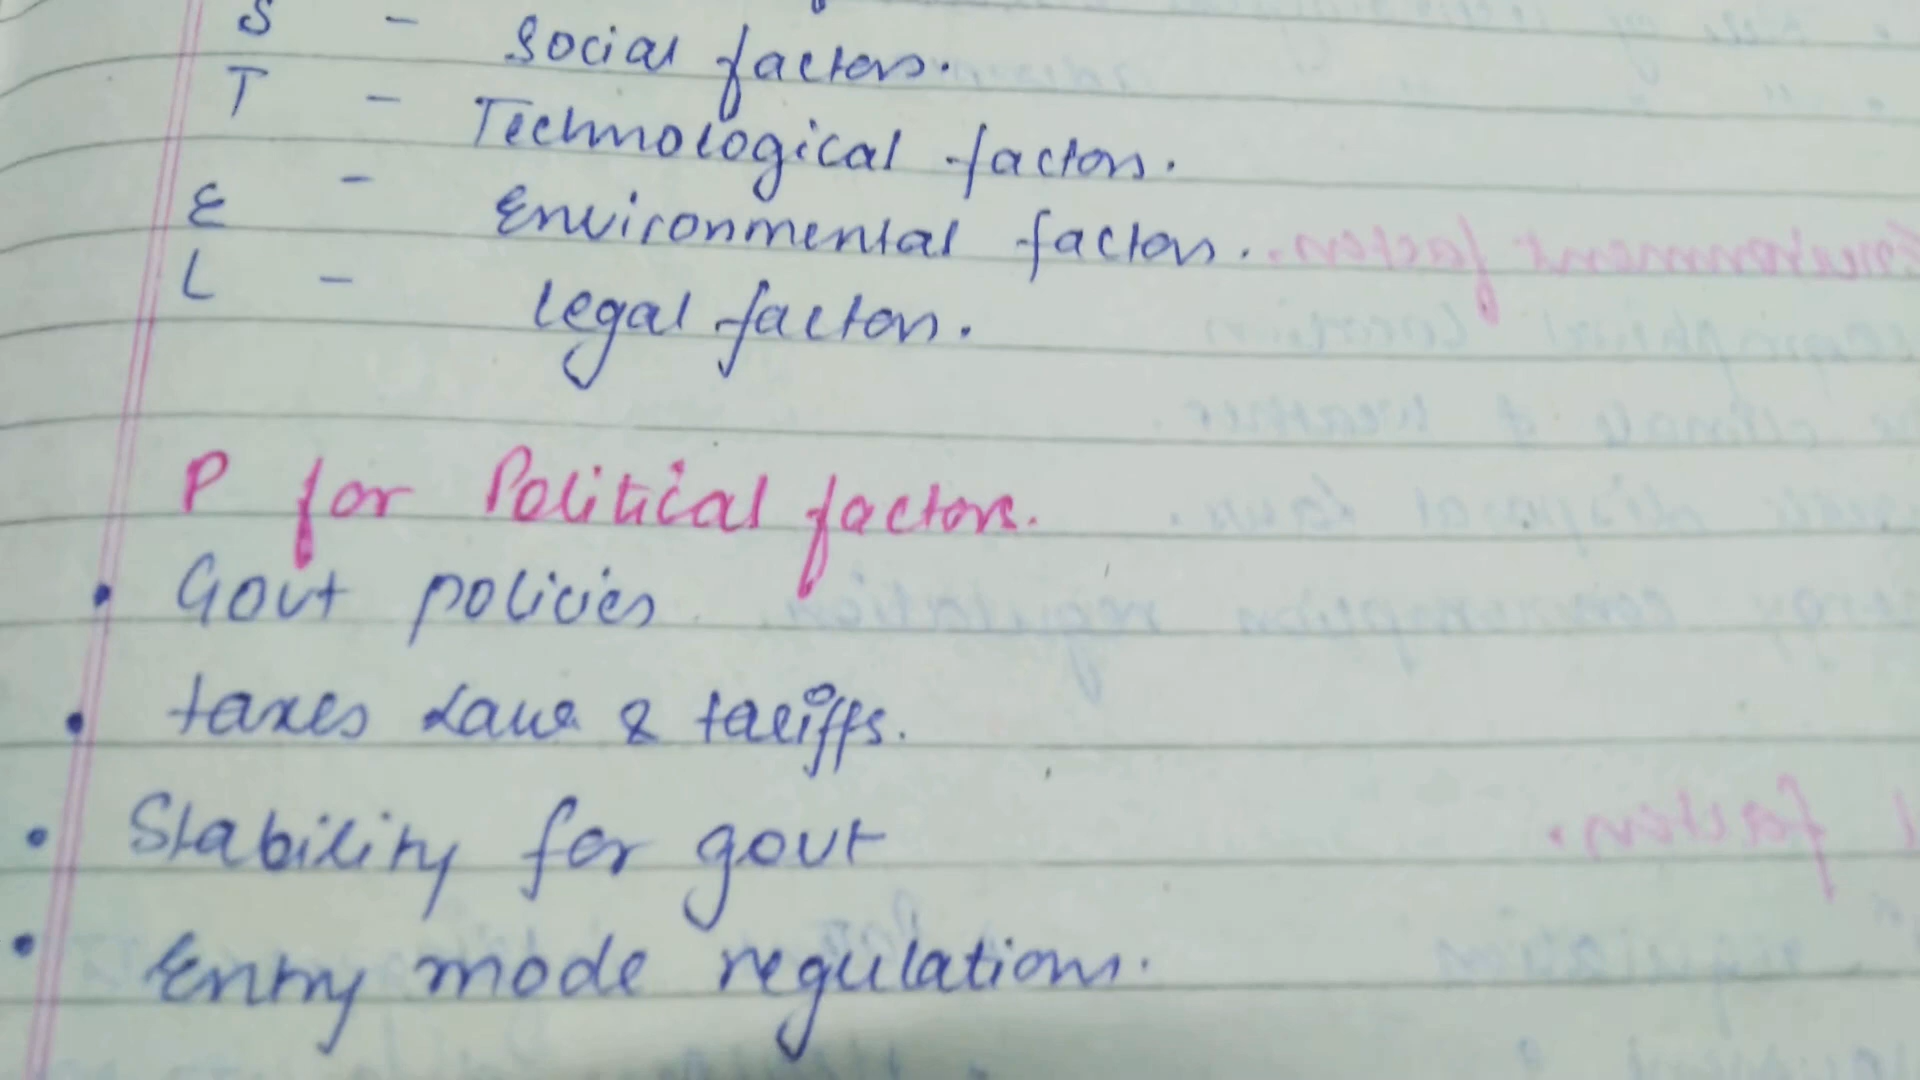 S - Social factors.
T - Technological factors.
E - Environmental factors.
L - Legal factors.
P for Political factors.
• Govt policies
• taxes Laws & tariffs.
• Stability for govt
• Entry mode regulations.